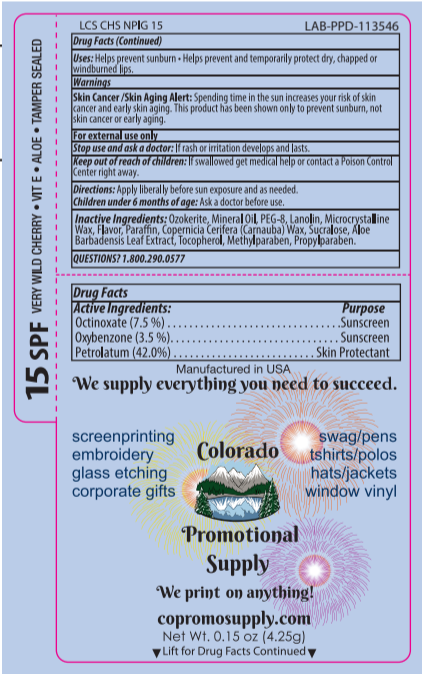 LCS CHS NPIG 15
LAB-PPD-113546
15 SPF VERY WILD CHERRY • VIT E • ALOE • TAMPER SEALED
Drug Facts (Continued)
Uses: Helps prevent sunburn • Helps prevent and temporarily protect dry, chapped or
windburned lips.
Warnings
Skin Cancer /Skin Aging Alert: Spending time in the sun increases your risk of skin
cancer and early skin aging. This product has been shown only to prevent sunburn, not
skin cancer or early aging.
For external use only
Stop use and ask a doctor: If rash or irritation develops and lasts.
Keep out of reach of children: If swallowed get medical help or contact a Poison Control
Center right away.
Directions: Apply liberally before sun exposure and as needed.
Children under 6 months of age: Ask a doctor before use.
Inactive Ingredients: Ozokerite, Mineral Oil, PEG-8, Lanolin, Microcrystalline
Wax, Flavor, Paraffin, Copernicia Cerifera (Carnauba) Wax, Sucralose, Aloe
Barbadensis Leaf Extract, Tocopherol, Methylparaben, Propylparaben.
QUESTIONS? 1.800.290.0577
Drug Facts
Active Ingredients: Purpose
Octinoxate (7.5 %) ................................ Sunscreen
Oxybenzone (3.5 %)................................ Sunscreen
Petrolatum (42.0%) ........................... Skin Protectant
Manufactured in USA
We supply everything you need to succeed.
screenprinting
embroidery
glass etching
corporate gifts
Colorado
swag/pens
tshirts/polos
hats/jackets
window vinyl
Promotional
Supply
We print on anything!
copromosupply.com
Net Wt. 0.15 oz (4.25g)
▼Lift for Drug Facts Continued▼